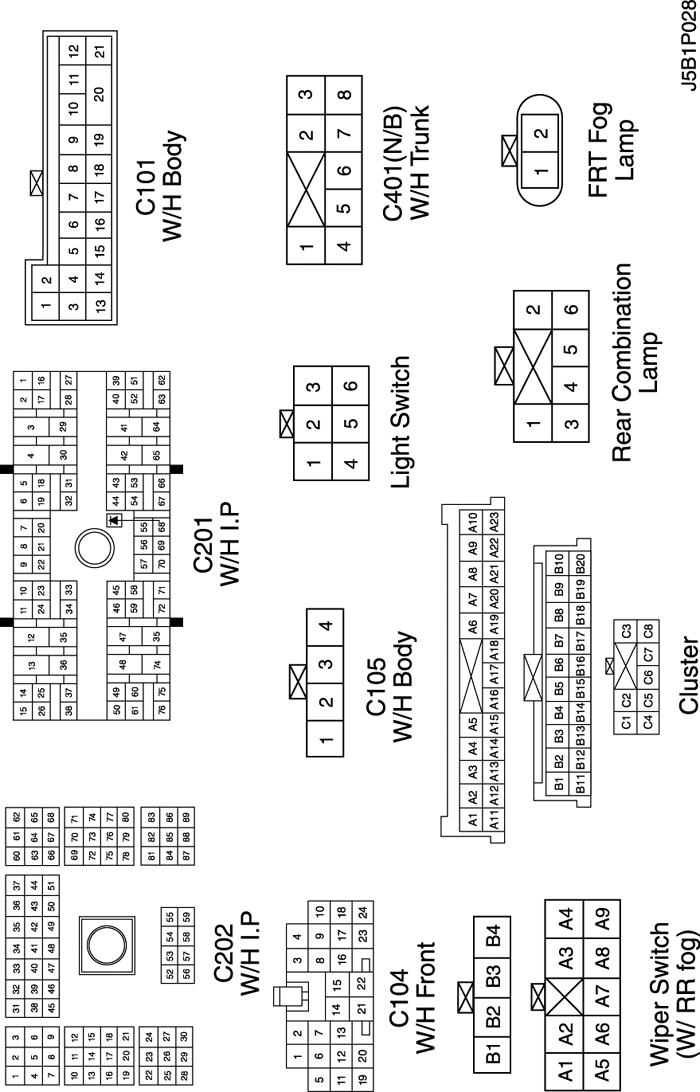 1 2 3
4 5 6
7 8 9
10 11 12
13 14 15
16 17 18
19 20 21
22 23 24
25 26 27
28 29 30
31 32 33 34 35 36 37
38 39 40 41 42 43 44
45 46 47 48 49 50 51
52 53 54 55
56 57 58 59
60 61 62
63 64 65
66 67 68
69 70 71
72 73 74
75 76 77
78 79 80
81 82 83
84 85 86
87 88 89
C202
W/H I.P
15 14 13 12 11 10 9 8 7 6 5 4 3 2 1
26 25 24 23 22 21 20 19 18 17 16
38 37 36 35 34 33 32 31 30 29 28 27
50 49 48 47 46 45 44 43 42 41 40 39
61 60 59 58 57 56 55 54 53 52 51
76 75 74 35 72 71 70 69 68 67 66 65 64 63 62
C201
W/H I.P
1 2
3 4 5 6 7 8 9 10 11 12
13 14 15 16 17 18 19 20 21
C101
W/H Body
1 2 3 4
5 6 7 8 9 10
11 12 13 14 15 16 17 18
19 20 21 22 23 24
C104
W/H Front
1 2 3 4
C105
W/H Body
1 2 3
4 5 6
Light Switch
1 2 3
4 5 6 7 8
C401(N/B)
W/H Trunk
B1 B2 B3 B4
A1 A2 A3 A4
A5 A6 A7 A8 A9
Wiper Switch
(W/ RR fog)
A1 A2 A3 A4 A5 A6 A7 A8 A9 A10
A11 A12 A13 A14 A15 A16 A17 A18 A19 A20 A21 A22 A23
B1 B2 B3 B4 B5 B6 B7 B8 B9 B10
B11 B12 B13 B14 B15 B16 B17 B18 B19 B20
C1 C2 C3
C4 C5 C6 C7 C8
Cluster
1 2
3 4 5 6
Rear Combination
Lamp
1 2
FRT Fog
Lamp
J5B1P028